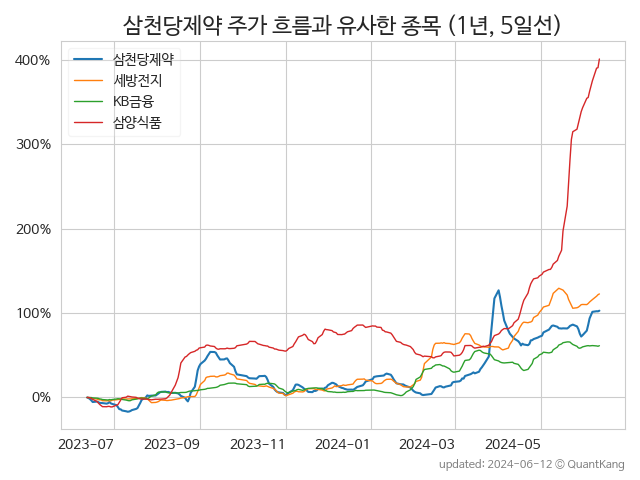 삼천당제약 주가 흐름과 유사한 종목 (1년, 5일선)
삼천당제약
세방전지
KB금융
삼양식품
400%
300%
200%
100%
0%
2023-07 2023-09 2023-11 2024-01 2024-03 2024-05
updated: 2024-06-12 © QuantKang